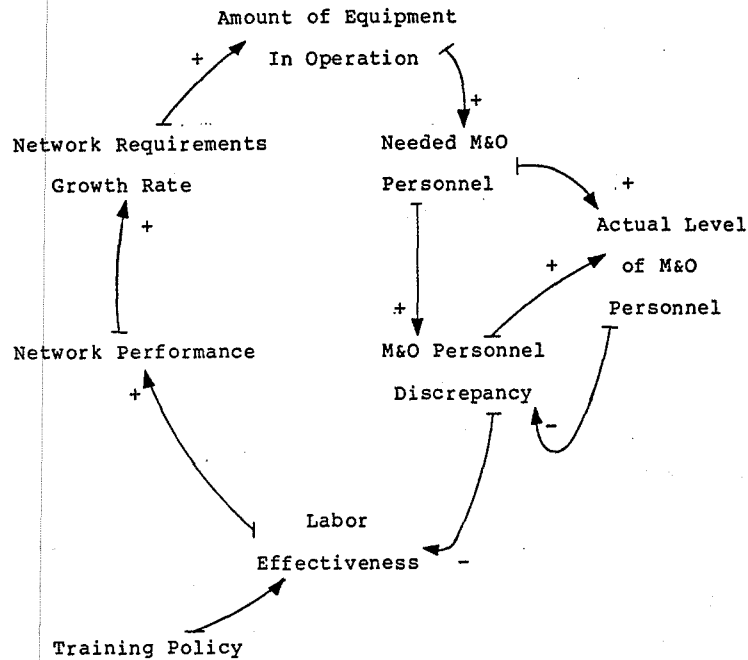 Amount of Equipment
In Operation
+
+
Network Requirements
Growth Rate
+
Needed M&O
Personnel
+
Actual Level
of M&O
Personnel
+
+
Network Performance
+
M&O Personnel
Discrepancy
-
Labor
Effectiveness
-
Training Policy